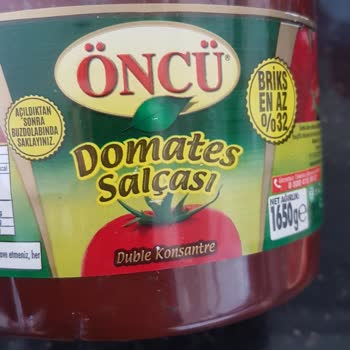 ÖNCÜ®
AÇILDIKTAN
SONRA
BUZDOLABINDA
SAKLAYINIZ.
BRİKS
EN AZ
%32
Domates
Salçası
Duble Konsantre
NET AĞIRLIK:
1650g℮